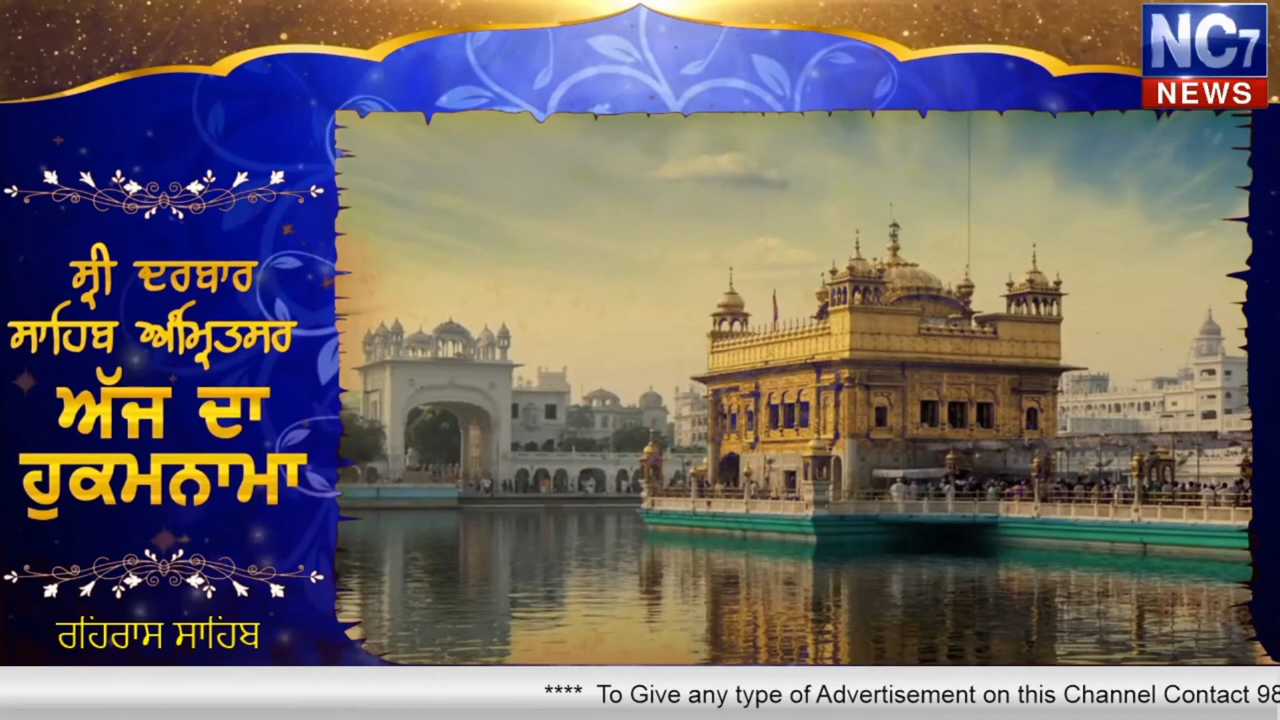 NC7
NEWS
ਸ੍ਰੀ ਦਰਬਾਰ
ਸਾਹਿਬ ਅੰਮ੍ਰਿਤਸਰ
ਅੱਜ ਦਾ
ਹੁਕਮਨਾਮਾ
ਰਹਿਰਾਸ ਸਾਹਿਬ
**** To Give any type of Advertisement on this Channel Contact 98